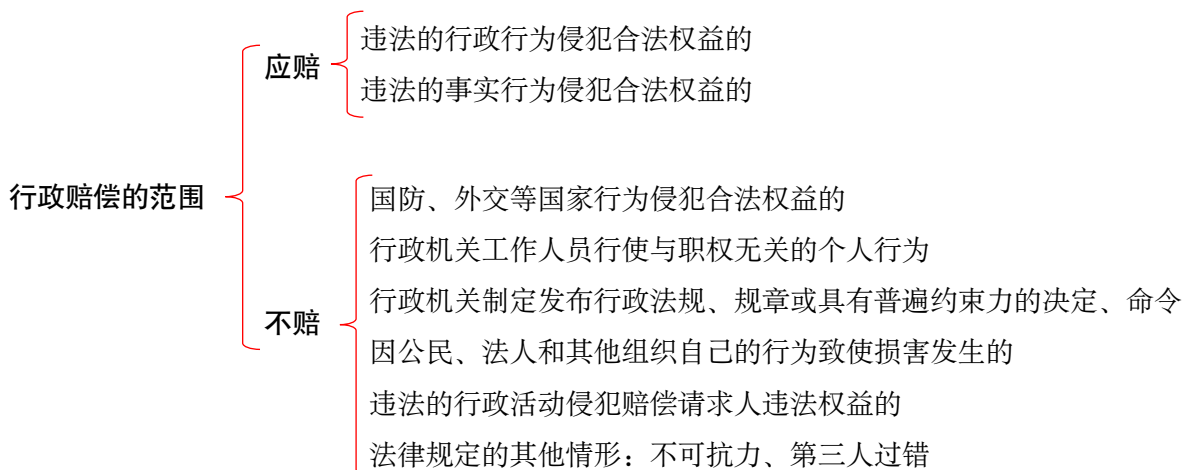 行政赔偿的范围
应赔
违法的行政行为侵犯合法权益的
违法的事实行为侵犯合法权益的
不赔
国防、外交等国家行为侵犯合法权益的
行政机关工作人员行使与职权无关的个人行为
行政机关制定发布行政法规、规章或具有普遍约束力的决定、命令
因公民、法人和其他组织自己的行为致使损害发生的
违法的行政活动侵犯赔偿请求人违法权益的
法律规定的其他情形：不可抗力、第三人过错